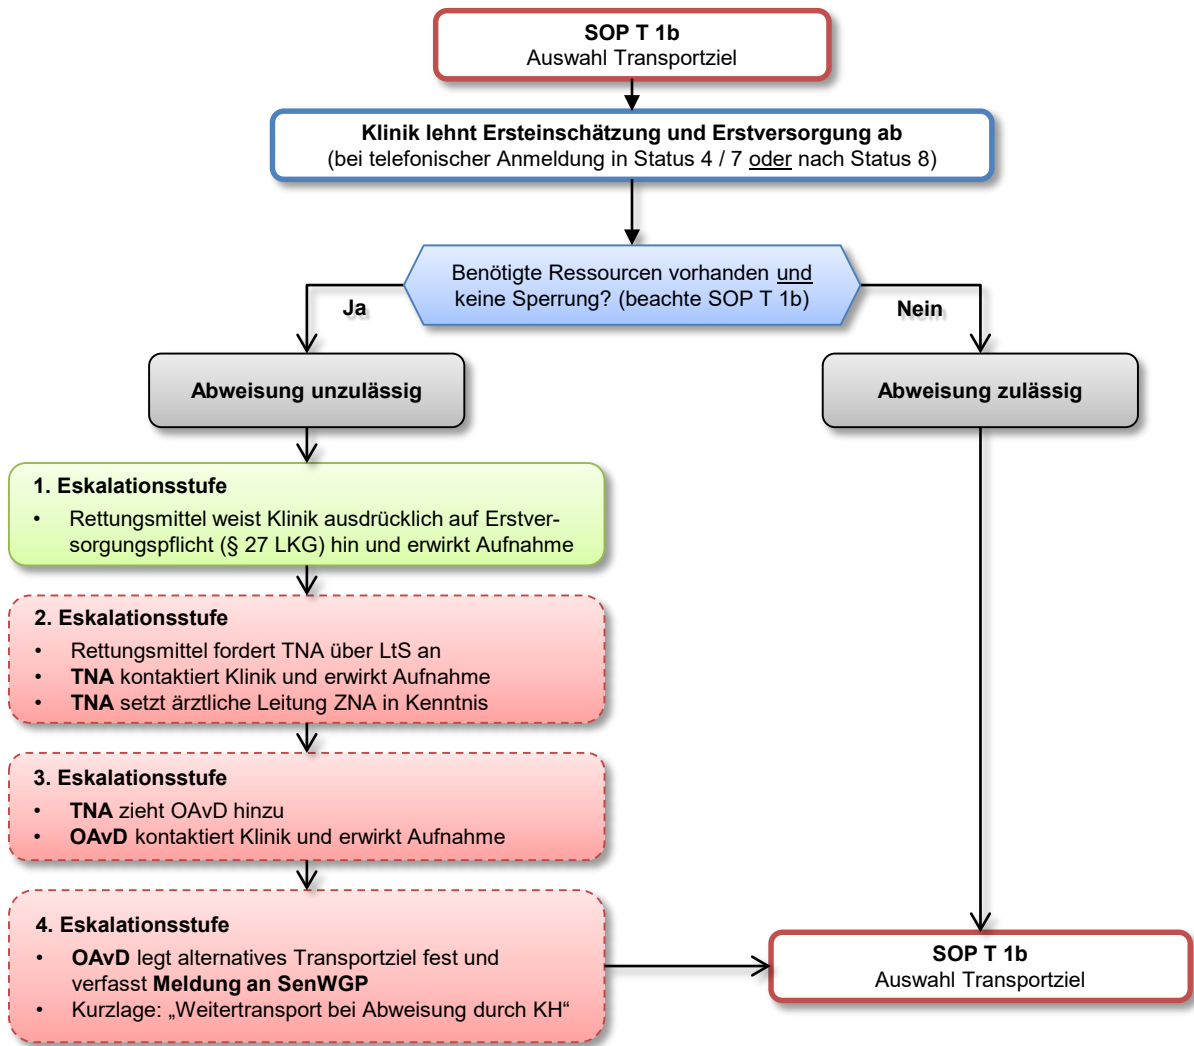 SOP T 1b
Auswahl Transportziel
Klinik lehnt Ersteinschätzung und Erstversorgung ab
(bei telefonischer Anmeldung in Status 4 / 7 oder nach Status 8)
Benötigte Ressourcen vorhanden und
keine Sperrung? (beachte SOP T 1b)
Ja
Nein
Abweisung unzulässig
Abweisung zulässig
1. Eskalationsstufe
• Rettungsmittel weist Klinik ausdrücklich auf Erstver-
sorgungspflicht (§ 27 LKG) hin und erwirkt Aufnahme
2. Eskalationsstufe
• Rettungsmittel fordert TNA über LtS an
• TNA kontaktiert Klinik und erwirkt Aufnahme
• TNA setzt ärztliche Leitung ZNA in Kenntnis
3. Eskalationsstufe
• TNA zieht OAvD hinzu
• OAvD kontaktiert Klinik und erwirkt Aufnahme
4. Eskalationsstufe
• OAvD legt alternatives Transportziel fest und
verfasst Meldung an SenWGP
• Kurzlage: „Weitertransport bei Abweisung durch KH“
SOP T 1b
Auswahl Transportziel